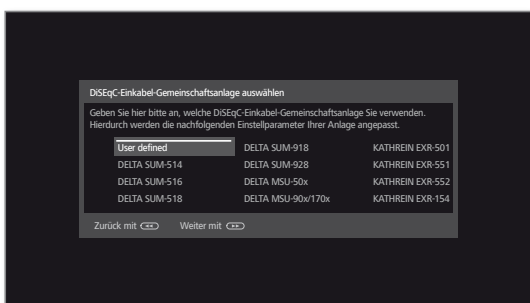 DiSEqC-Einkabel-Gemeinschaftsanlage auswählen
Geben Sie hier bitte an, welche DiSEqC-Einkabel-Gemeinschaftsanlage Sie verwenden.
Hierdurch werden die nachfolgenden Einstellparameter Ihrer Anlage angepasst.
User defined DELTA SUM-918 KATHREIN EXR-501
DELTA SUM-514 DELTA SUM-928 KATHREIN EXR-551
DELTA SUM-516 DELTA MSU-50x KATHREIN EXR-552
DELTA SUM-518 DELTA MSU-90x/170x KATHREIN EXR-154
Zurück mit Weiter mit